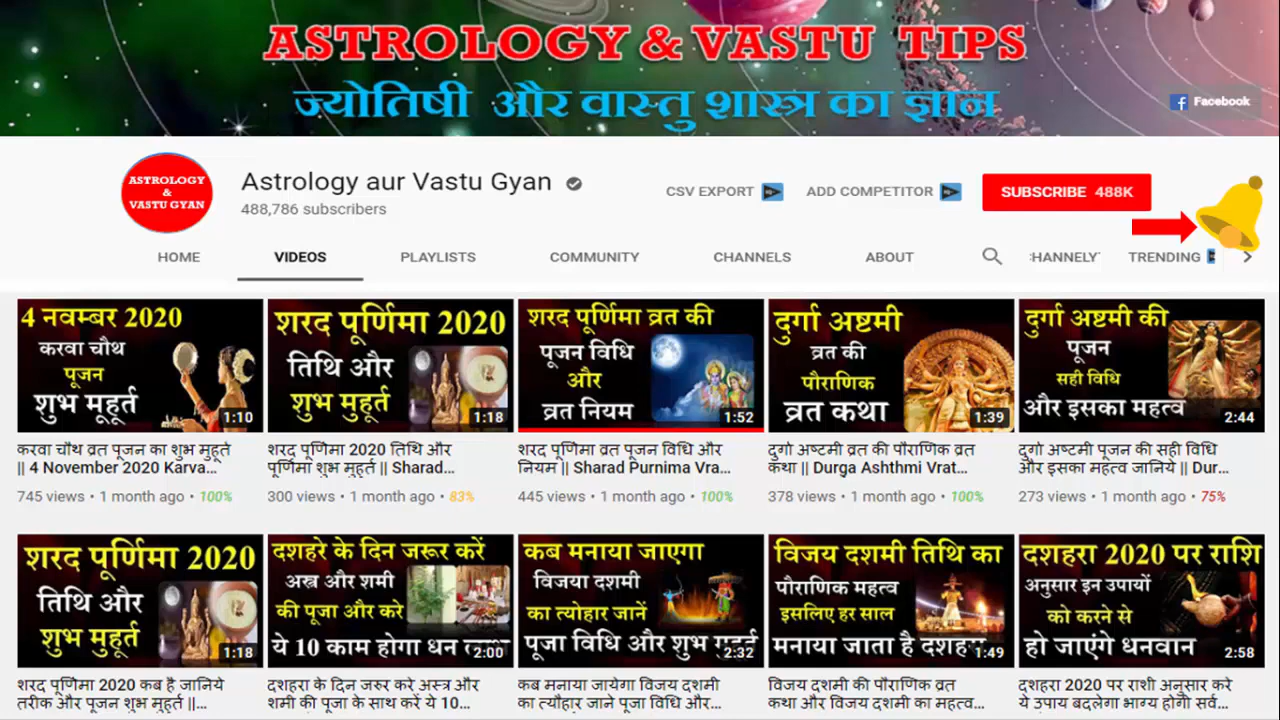 ASTROLOGY & VASTU TIPS
ज्योतिषी और वास्तु शास्त्र का ज्ञान
Facebook
ASTROLOGY
&
VASTU GYAN
Astrology aur Vastu Gyan
488,786 subscribers
CSV EXPORT
ADD COMPETITOR
SUBSCRIBE 488K
HOME VIDEOS PLAYLISTS COMMUNITY CHANNELS ABOUT HANNELY TRENDING
4 नवम्बर 2020
करवा चौथ
पूजन
शुभ मुहूर्त
1:10
करवा चौथ व्रत पूजन का शुभ मुहूर्त
|| 4 November 2020 Karva...
745 views • 1 month ago • 100%
शरद पूर्णिमा 2020
तिथि और
शुभ मुहूर्त
1:18
शरद पूर्णिमा 2020 तिथि और
पूर्णिमा शुभ मुहूर्त || Sharad...
300 views • 1 month ago • 83%
शरद पूर्णिमा व्रत की
पूजन विधि
और
व्रत नियम
1:52
शरद पूर्णिमा व्रत पूजन विधि और
नियम || Sharad Purnima Vra...
445 views • 1 month ago • 100%
दुर्गा अष्टमी
व्रत की
पौराणिक
व्रत कथा
1:39
दुर्गा अष्टमी व्रत की पौराणिक व्रत
कथा || Durga Ashthmi Vrat...
378 views • 1 month ago • 100%
दुर्गा अष्टमी की
पूजन
सही विधि
और इसका महत्व
2:44
दुर्गा अष्टमी पूजन की सही विधि
और इसका महत्व जानिये || Dur...
273 views • 1 month ago • 75%
शरद पूर्णिमा 2020
तिथि और
शुभ मुहूर्त
1:18
शरद पूर्णिमा 2020 कब है जानिये
तरीक और पूजन शुभ मुहूर्त ||...
दशहरे के दिन जरूर करें
अस्त्र और शमी
की पूजा और करे
ये 10 काम होगा धन
2:00
दशहरा के दिन जरुर करे अस्त्र और
शमी की पूजा के साथ करें ये 10...
कब मनाया जाएगा
विजया दशमी
का त्योहार जानें
पूजा विधि और शुभ मुहूर्त
2:32
कब मनाया जायेगा विजय दशमी
का त्यौहार जाने पूजा विधि और...
विजय दशमी तिथि का
पौराणिक महत्व
इसलिए हर साल
मनाया जाता है दशहरा
1:49
विजय दशमी की पौराणिक व्रत
कथा और विजय दशमी का महत्व...
दशहरा 2020 पर राशि
अनुसार इन उपायों
को करने से
हो जाएंगे धनवान
2:58
दशहरा 2020 पर राशी अनुसार करे
ये उपाय बदलेगा भाग्य होगी सर्व...